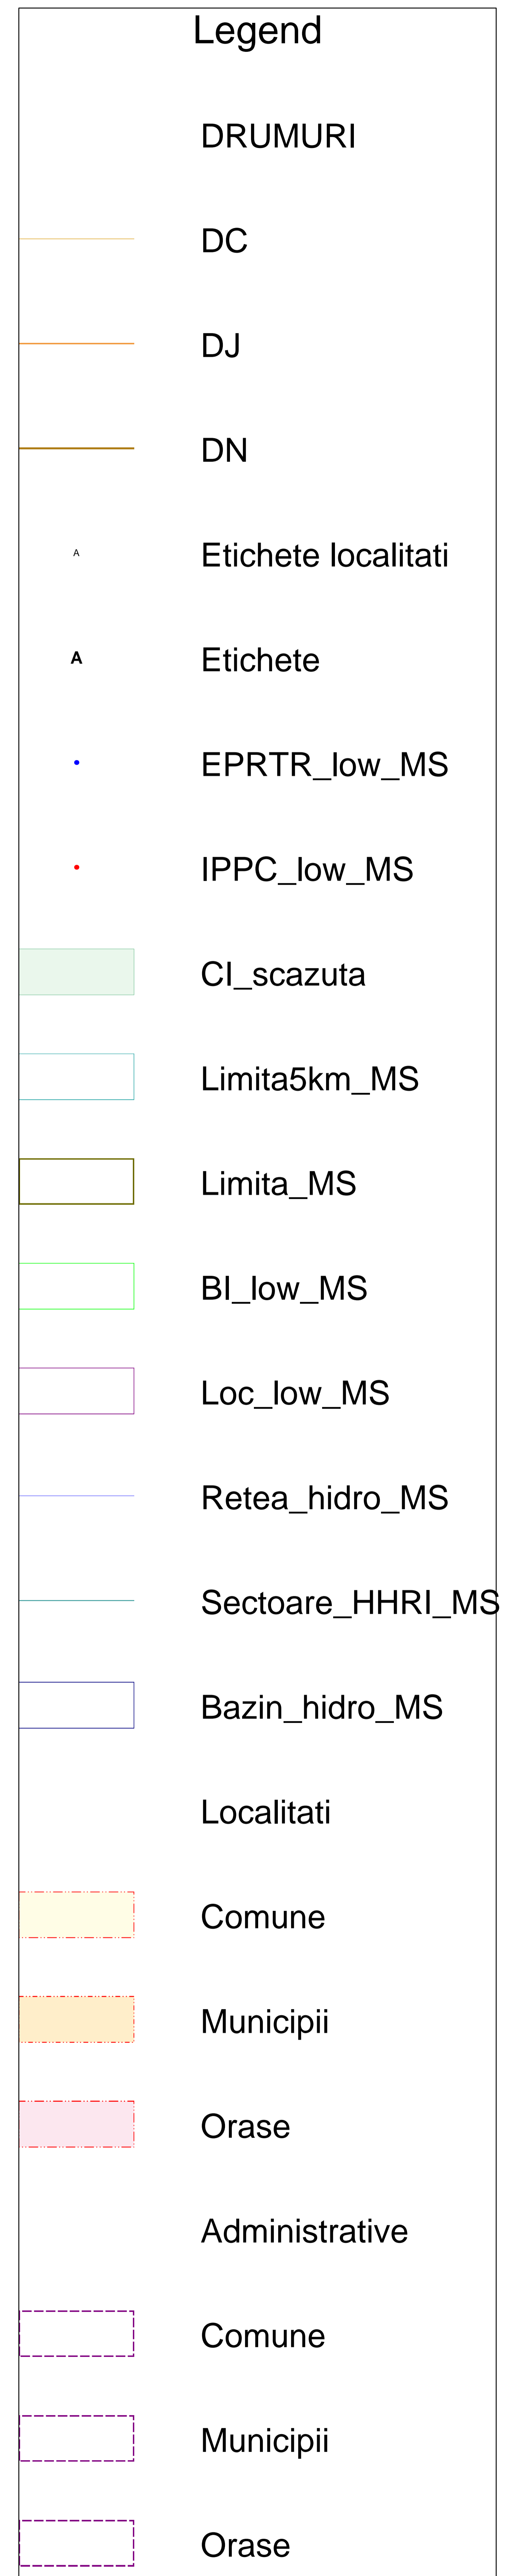 Legend
DRUMURI
DC
DJ
DN
A Etichete localitati
A Etichete
EPRTR_low_MS
IPPC_low_MS
CI_scazuta
Limita5km_MS
Limita_MS
BI_low_MS
Loc_low_MS
Retea_hidro_MS
Sectoare_HHRI_MS
Bazin_hidro_MS
Localitati
Comune
Municipii
Orase
Administrative
Comune
Municipii
Orase